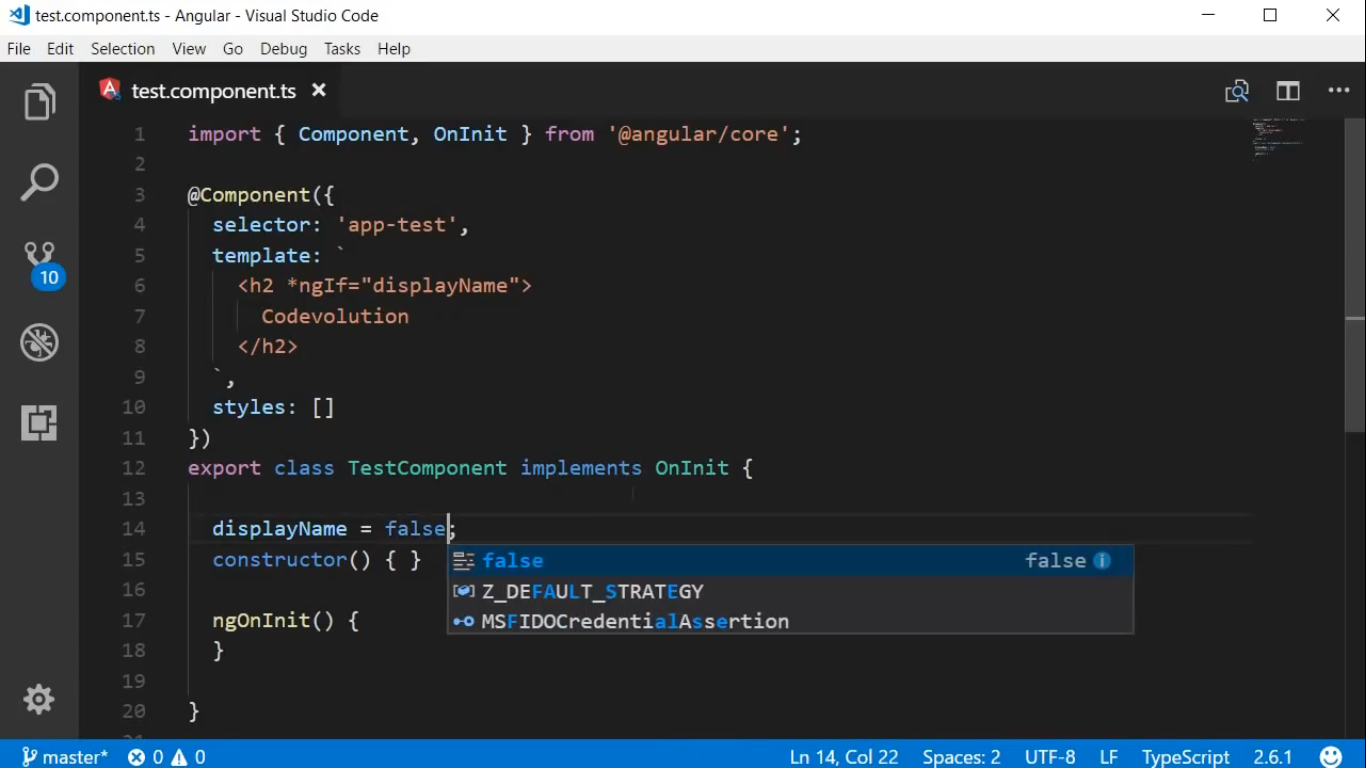 test.component.ts - Angular - Visual Studio Code
File Edit Selection View Go Debug Tasks Help
test.component.ts
1 import { Component, OnInit } from '@angular/core';
2
3 @Component({
4 selector: 'app-test',
5 template: `
6 <h2 *ngIf="displayName">
7 Codevolution
8 </h2>
9 `,
10 styles: []
11 })
12 export class TestComponent implements OnInit {
13
14 displayName = false;
15 constructor() { }
false false
16
Z_DEFAULT_STRATEGY
17 ngOnInit() {
MSFIDOCredentialAssertion
18 }
19
20 }
10
master* 0 0 Ln 14, Col 22 Spaces: 2 UTF-8 LF TypeScript 2.6.1